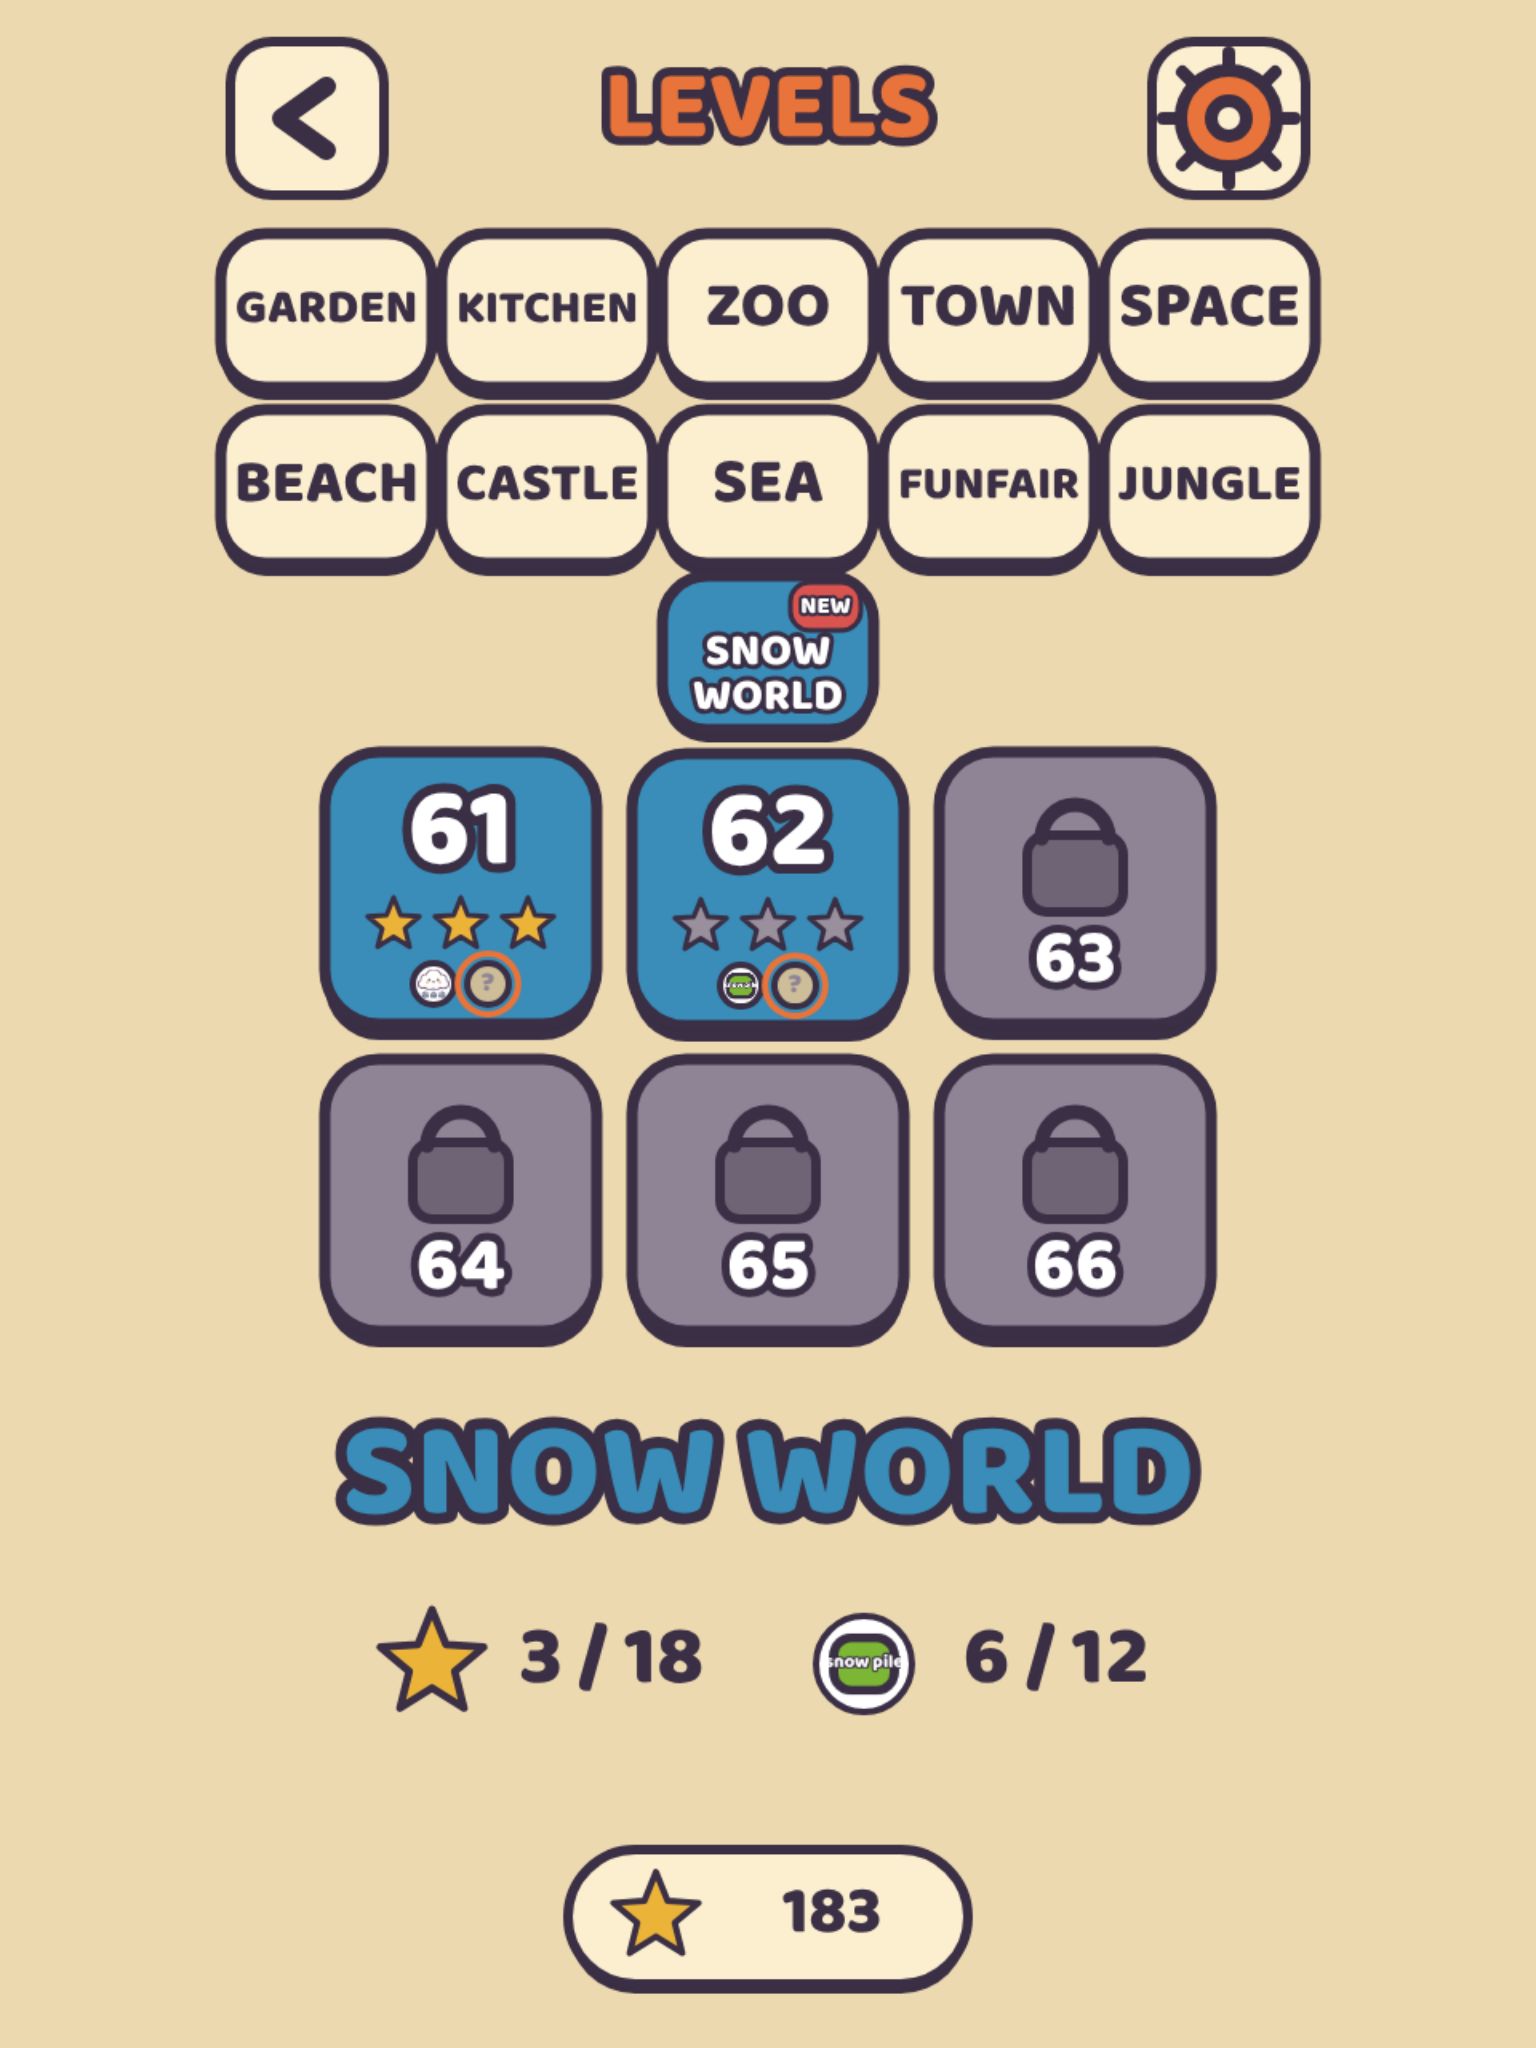 LEVELS
GARDEN KITCHEN ZOO TOWN SPACE
BEACH CASTLE SEA FUNFAIR JUNGLE
NEW
SNOW
WORLD
61 62 63
? ?
64 65 66
SNOW WORLD
3 / 18 snow pile 6 / 12
183